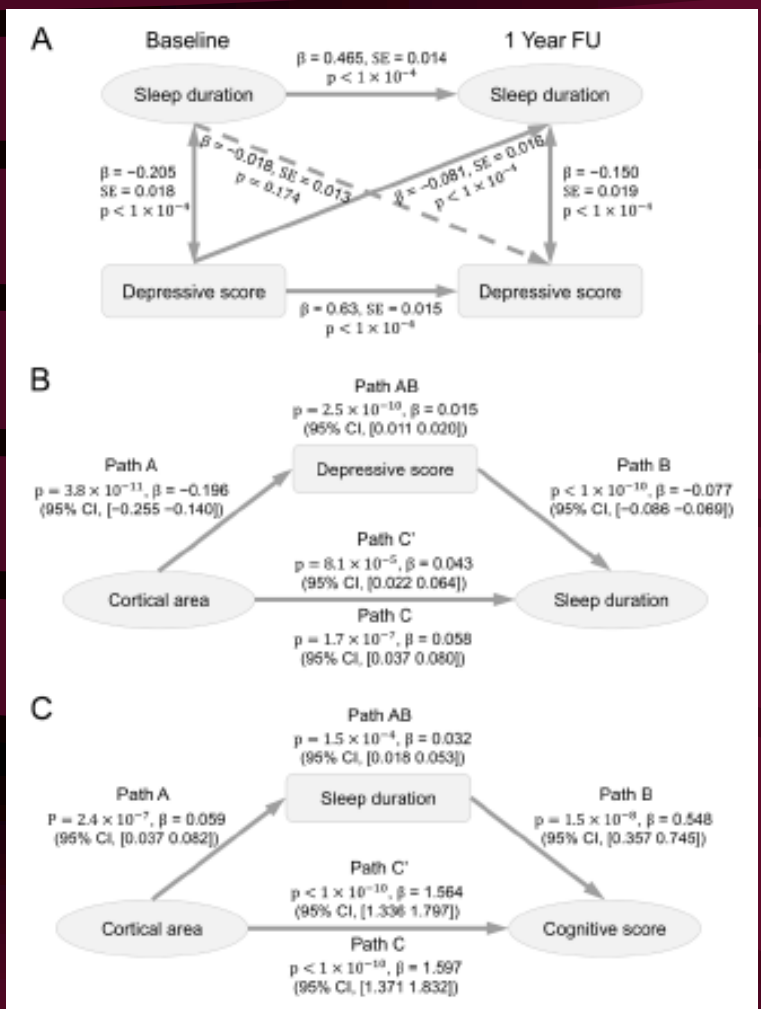 A
Baseline
1 Year FU
β = 0.465, SE = 0.014
p < 1 × 10⁻⁴
Sleep duration
Sleep duration
β = −0.205
SE = 0.018
p < 1 × 10⁻⁴
β = −0.018, SE = 0.013
p = 0.174
β = −0.081, SE = 0.016
p < 1 × 10⁻⁴
β = −0.150
SE = 0.019
p < 1 × 10⁻⁴
Depressive score
Depressive score
β = 0.63, SE = 0.015
p < 1 × 10⁻⁴
B
Path AB
p = 2.5 × 10⁻¹⁰, β = 0.015
(95% CI, [0.011 0.020])
Depressive score
Path A
p = 3.8 × 10⁻¹¹, β = −0.196
(95% CI, [−0.255 −0.140])
Path B
p < 1 × 10⁻¹⁰, β = −0.077
(95% CI, [−0.086 −0.069])
Path C'
p = 8.1 × 10⁻⁵, β = 0.043
(95% CI, [0.022 0.064])
Cortical area
Sleep duration
Path C
p = 1.7 × 10⁻⁷, β = 0.058
(95% CI, [0.037 0.080])
C
Path AB
p = 1.5 × 10⁻⁴, β = 0.032
(95% CI, [0.018 0.053])
Sleep duration
Path A
P = 2.4 × 10⁻⁷, β = 0.059
(95% CI, [0.037 0.082])
Path B
p = 1.5 × 10⁻⁸, β = 0.548
(95% CI, [0.357 0.745])
Path C'
p < 1 × 10⁻¹⁰, β = 1.564
(95% CI, [1.336 1.797])
Cortical area
Cognitive score
Path C
p < 1 × 10⁻¹⁰, β = 1.597
(95% CI, [1.371 1.832])